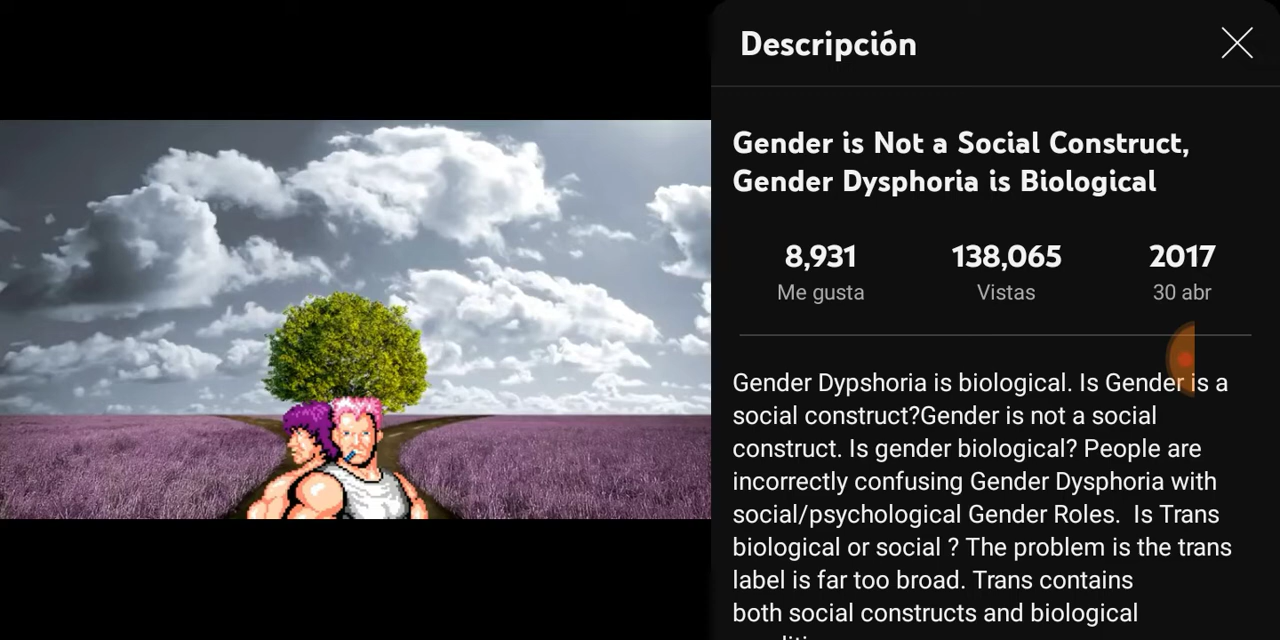 Descripción
Gender is Not a Social Construct,
Gender Dysphoria is Biological
8,931
138,065
2017
Me gusta
Vistas
30 abr
Gender Dypshoria is biological. Is Gender is a
social construct?Gender is not a social
construct. Is gender biological? People are
incorrectly confusing Gender Dysphoria with
social/psychological Gender Roles.  Is Trans
biological or social ? The problem is the trans
label is far too broad. Trans contains
both social constructs and biological